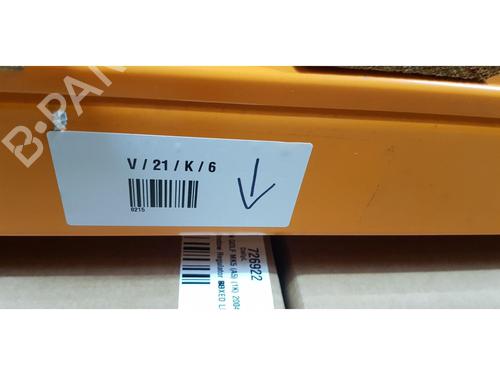 V / 21 / K / 6
0215
726922
GOLF MK5 (A5) (1K) 2004
Regulator
B-PA